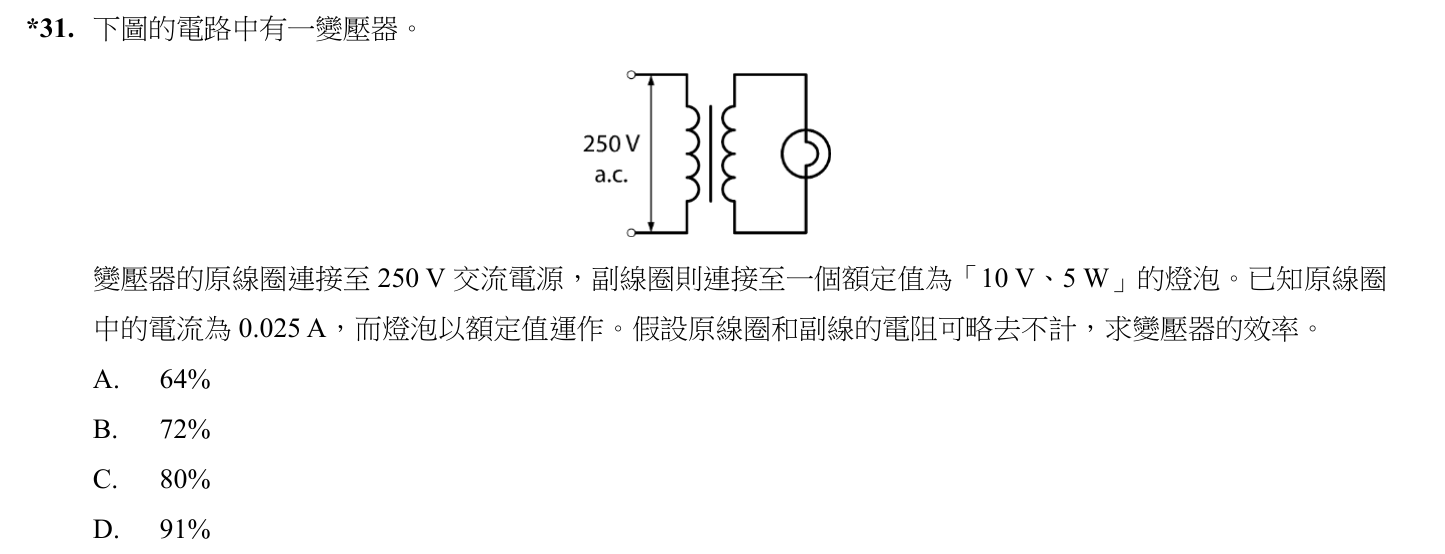 *31. 下圖的電路中有一變壓器。
250 V
a.c.
變壓器的原線圈連接至 250 V 交流電源，副線圈則連接至一個額定值為「10 V、5 W」的燈泡。已知原線圈
中的電流為 0.025 A，而燈泡以額定值運作。假設原線圈和副線的電阻可略去不計，求變壓器的效率。
A. 64%
B. 72%
C. 80%
D. 91%